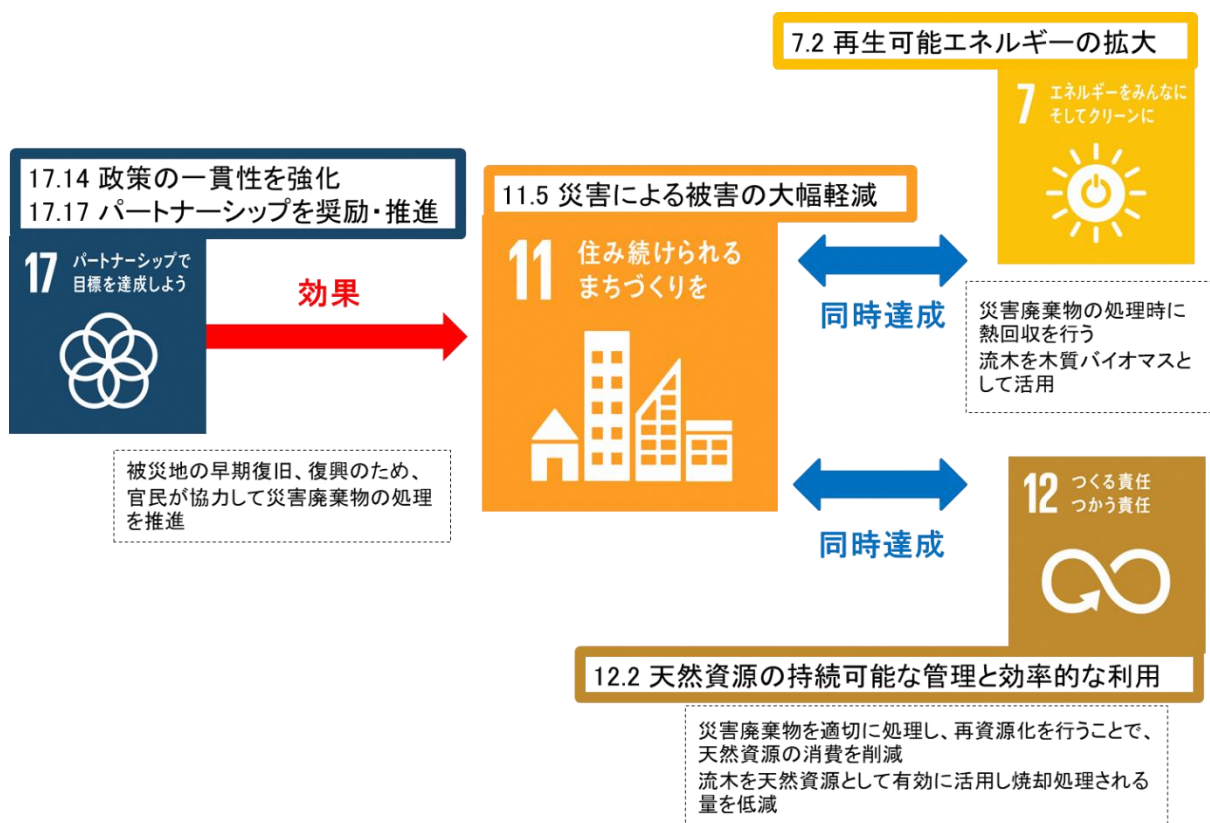 7.2 再生可能エネルギーの拡大
7 エネルギーをみんなに
そしてクリーンに
17.14 政策の一貫性を強化
17.17 パートナーシップを奨励・推進
17 パートナーシップで
目標を達成しよう
効果
11.5 災害による被害の大幅軽減
11 住み続けられる
まちづくりを
同時達成
災害廃棄物の処理時に
熱回収を行う
流木を木質バイオマスと
して活用
被災地の早期復旧、復興のため、
官民が協力して災害廃棄物の処理
を推進
同時達成
12 つくる責任
つかう責任
12.2 天然資源の持続可能な管理と効率的な利用
災害廃棄物を適切に処理し、再資源化を行うことで、
天然資源の消費を削減
流木を天然資源として有効に活用し焼却処理される
量を低減